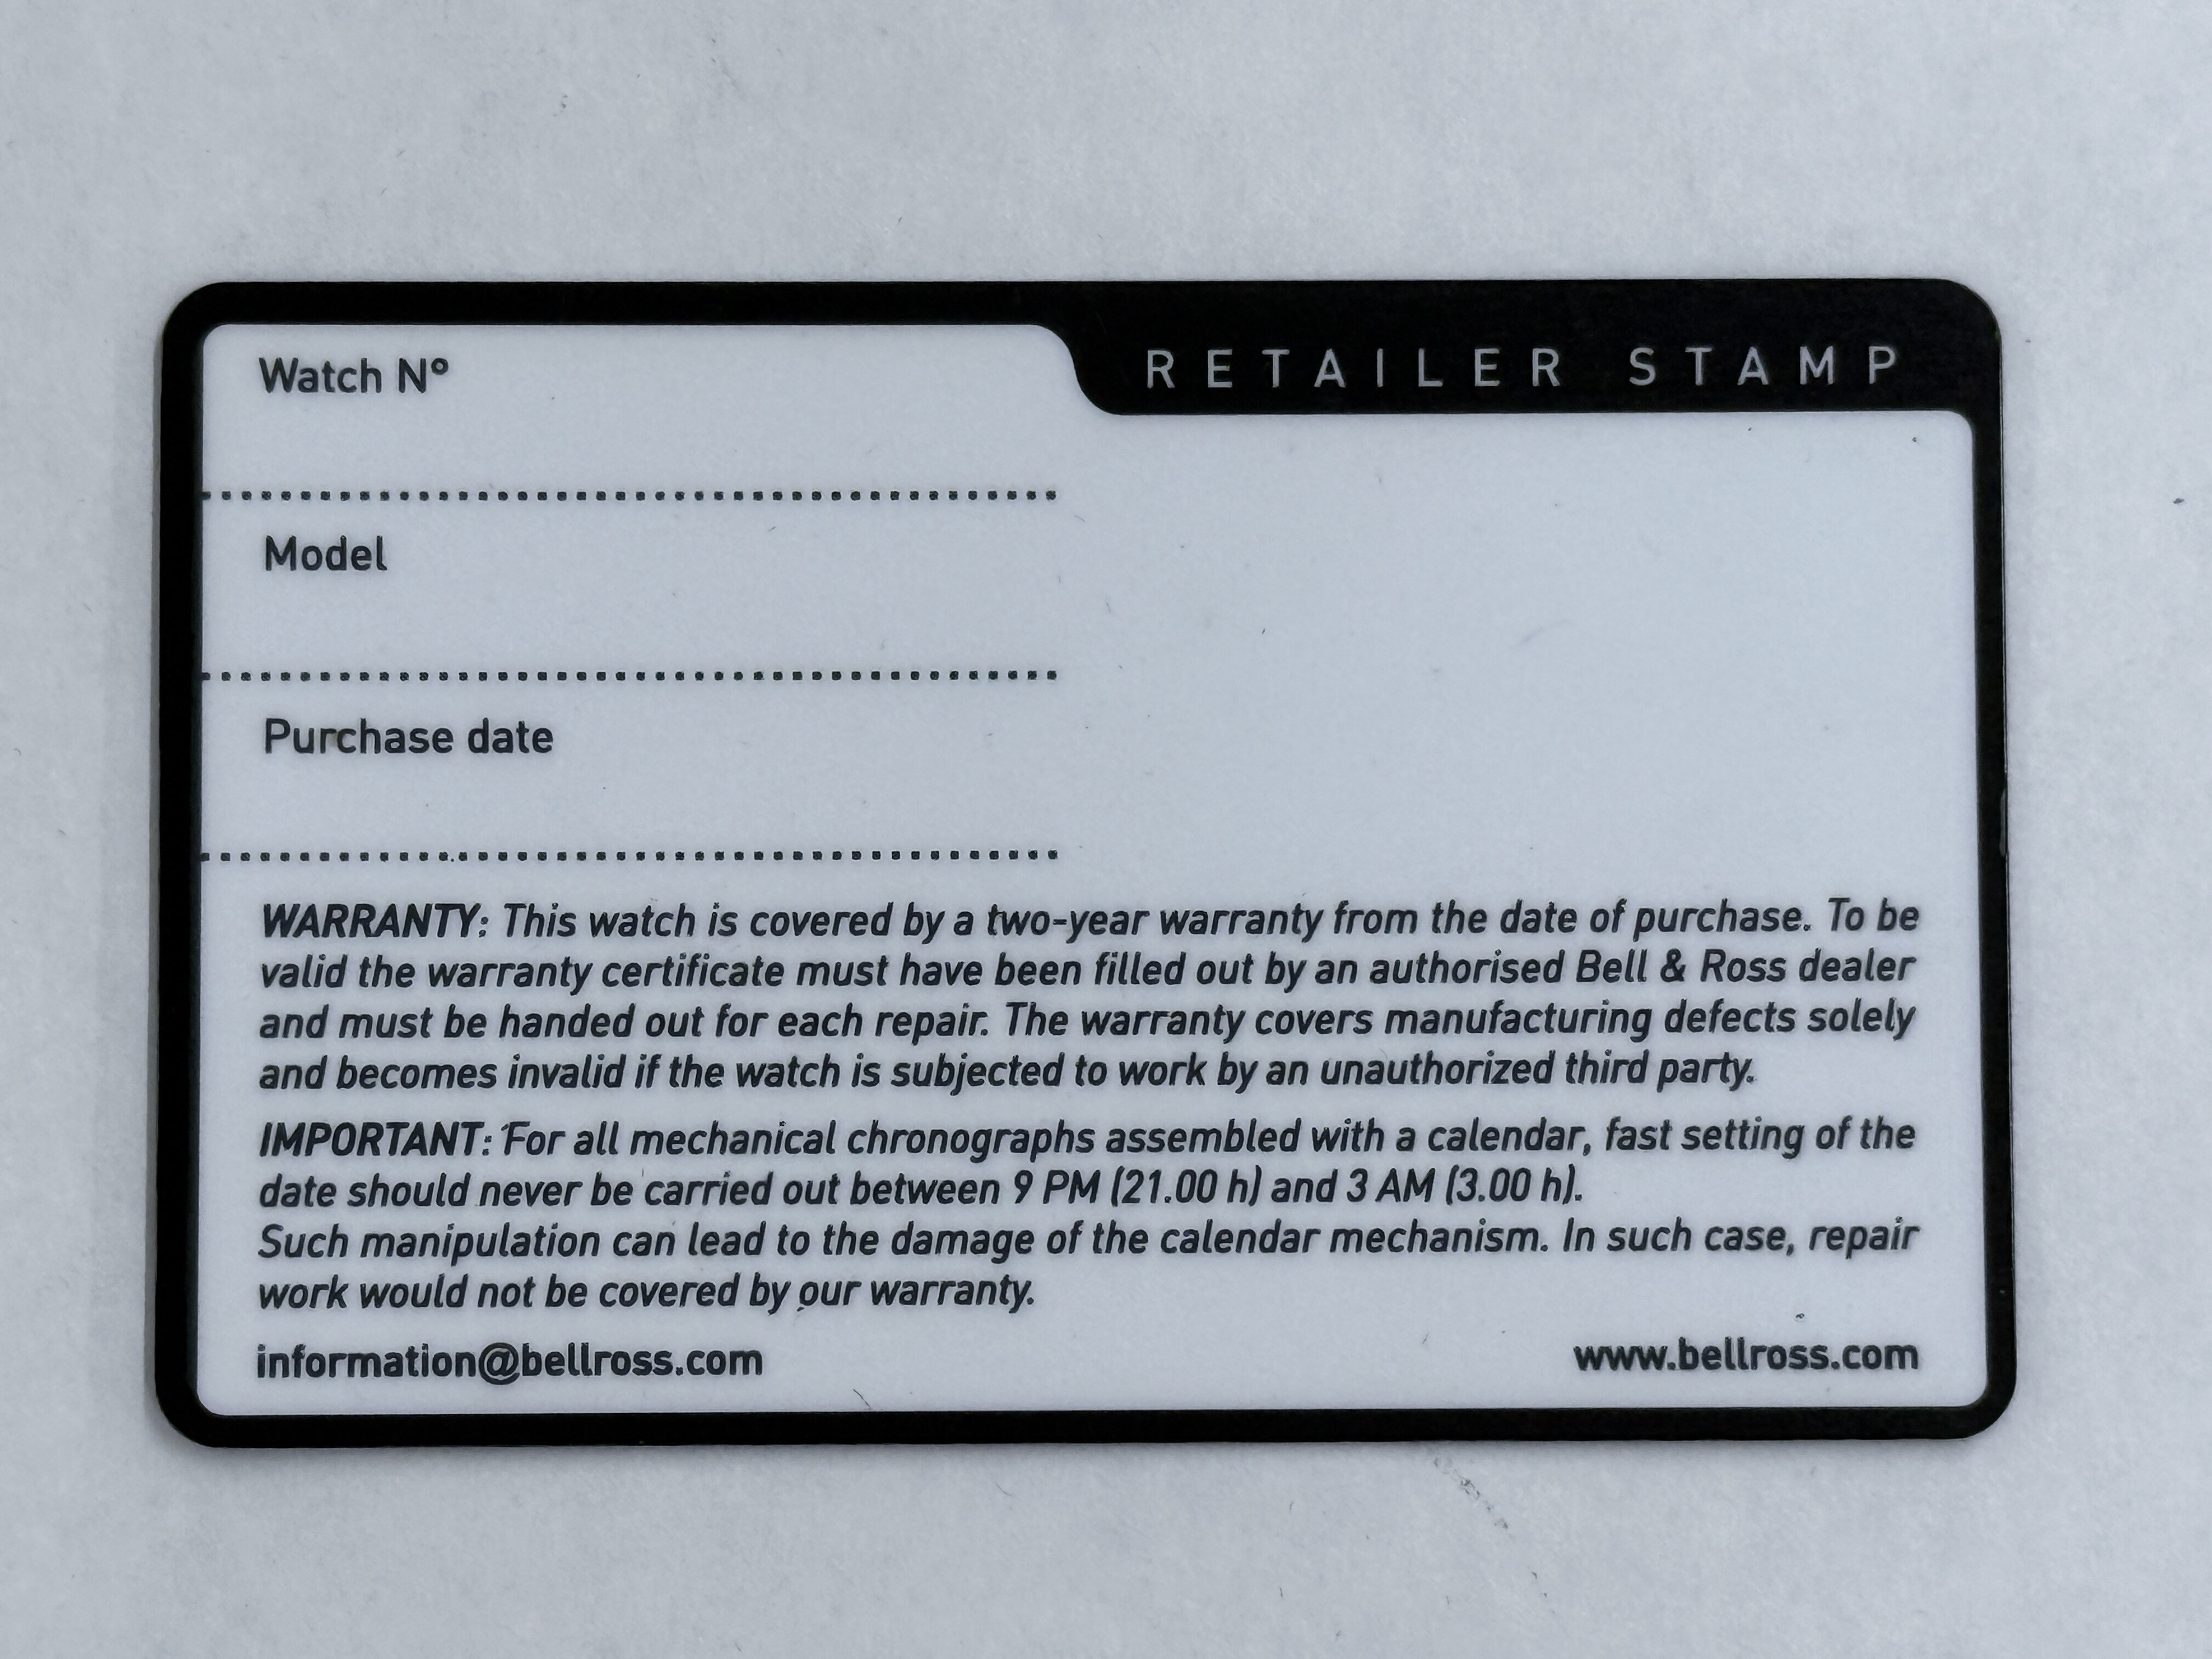 Watch N°
RETAILER STAMP
Model
Purchase date
WARRANTY: This watch is covered by a two-year warranty from the date of purchase. To be
valid the warranty certificate must have been filled out by an authorised Bell & Ross dealer
and must be handed out for each repair. The warranty covers manufacturing defects solely
and becomes invalid if the watch is subjected to work by an unauthorized third party.
IMPORTANT: For all mechanical chronographs assembled with a calendar, fast setting of the
date should never be carried out between 9 PM (21.00 h) and 3 AM (3.00 h).
Such manipulation can lead to the damage of the calendar mechanism. In such case, repair
work would not be covered by our warranty.
information@bellross.com
www.bellross.com